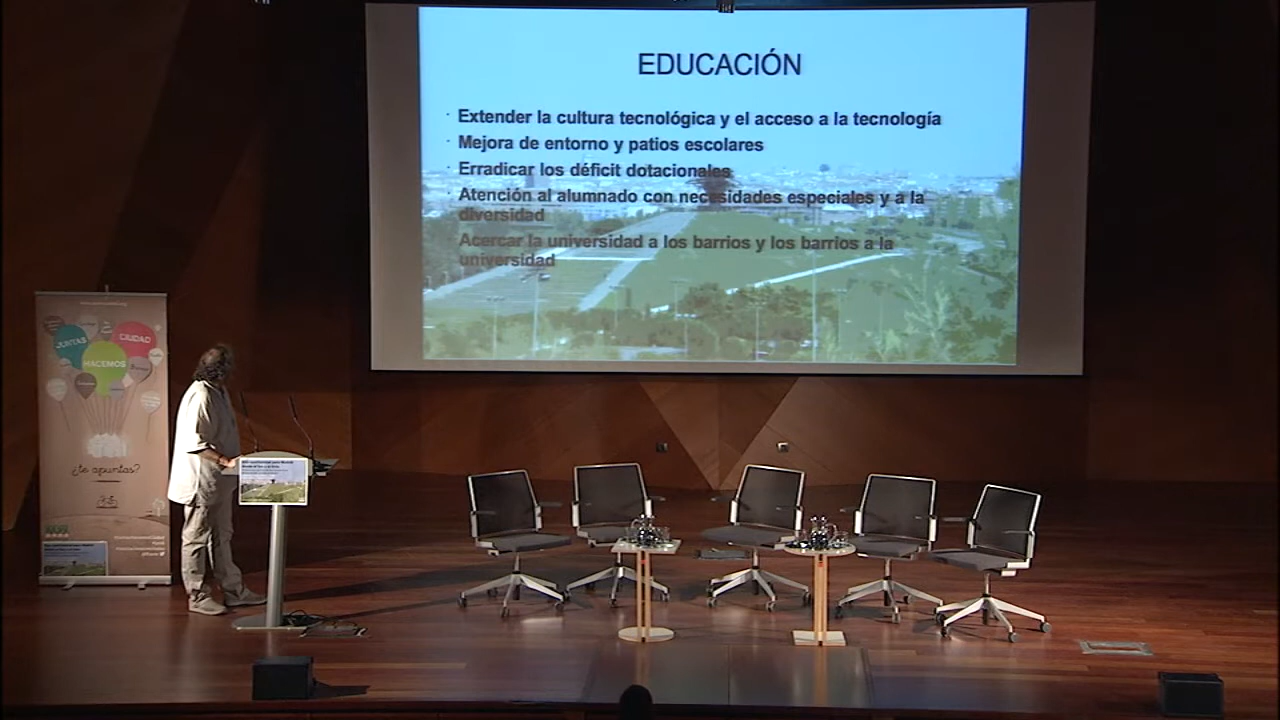 EDUCACIÓN
· Extender la cultura tecnológica y el acceso a la tecnología
· Mejora de entorno y patios escolares
· Erradicar los déficit dotacionales
· Atención al alumnado con necesidades especiales y a la
diversidad
· Acercar la universidad a los barrios y los barrios a la
universidad
JUNTAS
CIUDAD
HACEMOS
¿te apuntas?